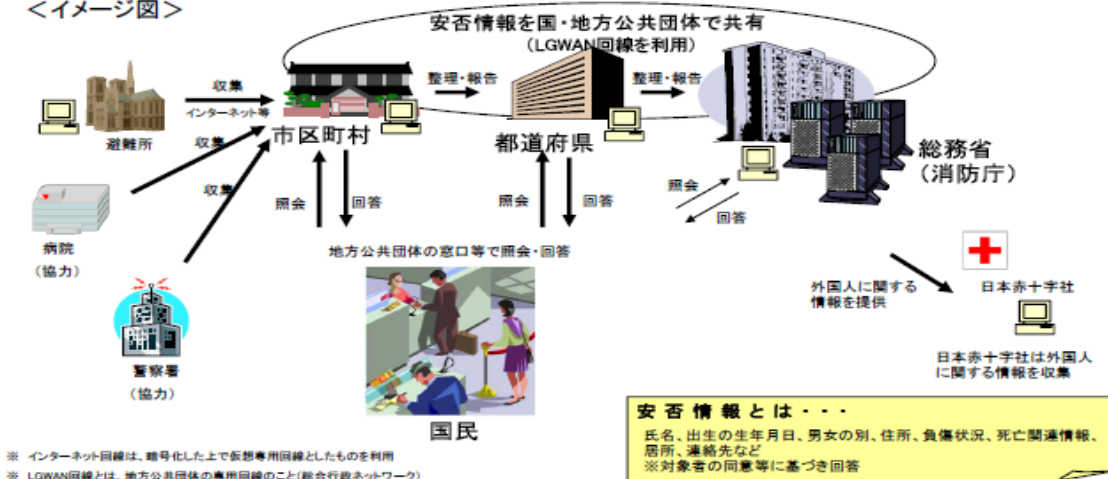 ＜イメージ図＞
安否情報を国・地方公共団体で共有
（LGWAN回線を利用）
収集
インターネット等
避難所
収集
収集
病院
（協力）
警察署
（協力）
市区町村
整理・報告
都道府県
整理・報告
総務省
（消防庁）
照会
回答
照会
回答
照会
回答
地方公共団体の窓口等で照会・回答
国民
外国人に関する
情報を提供
日本赤十字社
日本赤十字社は外国人
に関する情報を収集
安否情報とは・・・
氏名、出生の生年月日、男女の別、住所、負傷状況、死亡関連情報、
居所、連絡先など
※対象者の同意等に基づき回答
※ インターネット回線は、暗号化した上で仮想専用回線としたものを利用
※ LGWAN回線とは、地方公共団体の専用回線のこと（総合行政ネットワーク）